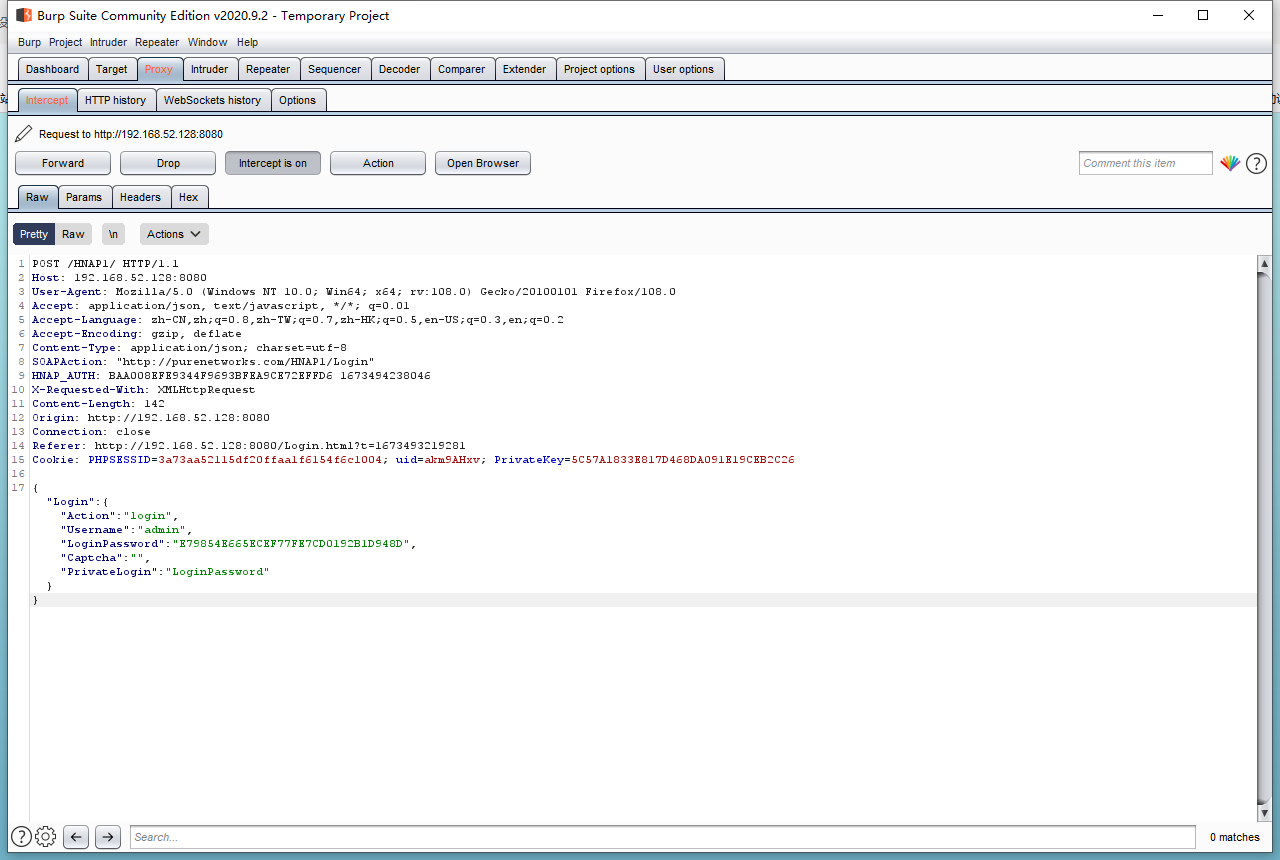 Burp Suite Community Edition v2020.9.2 - Temporary Project
Burp Project Intruder Repeater Window Help
Dashboard Target Proxy Intruder Repeater Sequencer Decoder Comparer Extender Project options User options
Intercept HTTP history WebSockets history Options
Request to http://192.168.52.128:8080
Forward Drop Intercept is on Action Open Browser Comment this item ?
Raw Params Headers Hex
Pretty Raw \n Actions
1 POST /HNAP1/ HTTP/1.1
2 Host: 192.168.52.128:8080
3 User-Agent: Mozilla/5.0 (Windows NT 10.0; Win64; x64; rv:108.0) Gecko/20100101 Firefox/108.0
4 Accept: application/json, text/javascript, */*; q=0.01
5 Accept-Language: zh-CN,zh;q=0.8,zh-TW;q=0.7,zh-HK;q=0.5,en-US;q=0.3,en;q=0.2
6 Accept-Encoding: gzip, deflate
7 Content-Type: application/json; charset=utf-8
8 SOAPAction: "http://purenetworks.com/HNAP1/Login"
9 HNAP_AUTH: BAA008EFE9344F9693BFEA9CE72EFFD6 1673494238046
10 X-Requested-With: XMLHttpRequest
11 Content-Length: 142
12 Origin: http://192.168.52.128:8080
13 Connection: close
14 Referer: http://192.168.52.128:8080/Login.html?t=1673493219281
15 Cookie: PHPSESSID=3a73aa52115df20ffaa1f6154f6c1004; uid=akm9AHxv; PrivateKey=5C57A1833E817D468DA091E19CEB2C26
16
17 {
"Login":{
"Action":"login",
"Username":"admin",
"LoginPassword":"E79854E665ECEF77FE7CD0192B1D948D",
"Captcha":"",
"PrivateLogin":"LoginPassword"
}
}
? Search... 0 matches